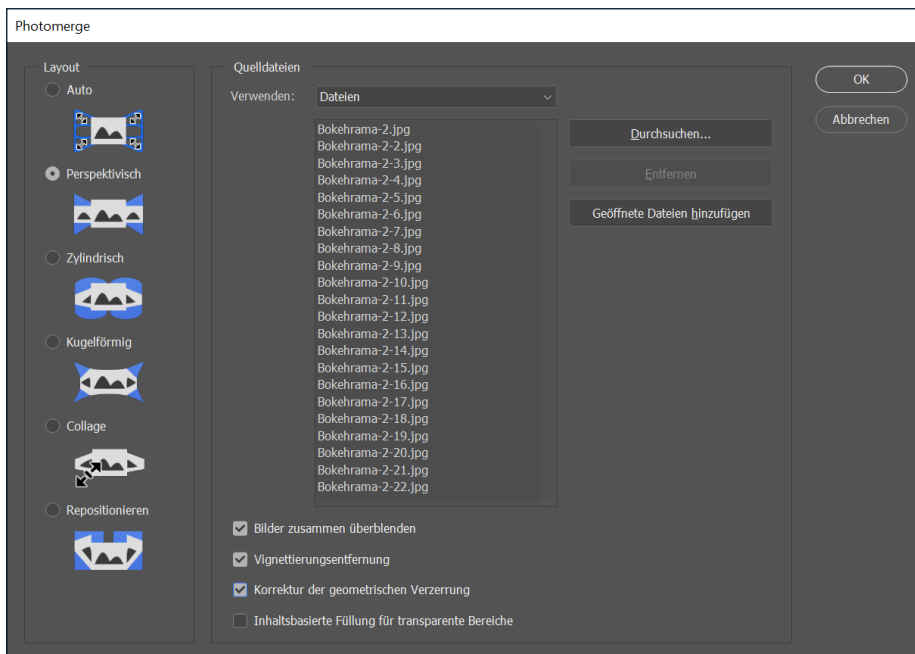 Photomerge
Layout
Auto
Perspektivisch
Zylindrisch
Kugelförmig
Collage
Repositionieren
Quelldateien
Verwenden: Dateien
Bokehrama-2.jpg
Bokehrama-2-2.jpg
Bokehrama-2-3.jpg
Bokehrama-2-4.jpg
Bokehrama-2-5.jpg
Bokehrama-2-6.jpg
Bokehrama-2-7.jpg
Bokehrama-2-8.jpg
Bokehrama-2-9.jpg
Bokehrama-2-10.jpg
Bokehrama-2-11.jpg
Bokehrama-2-12.jpg
Bokehrama-2-13.jpg
Bokehrama-2-14.jpg
Bokehrama-2-15.jpg
Bokehrama-2-16.jpg
Bokehrama-2-17.jpg
Bokehrama-2-18.jpg
Bokehrama-2-19.jpg
Bokehrama-2-20.jpg
Bokehrama-2-21.jpg
Bokehrama-2-22.jpg
Durchsuchen...
Entfernen
Geöffnete Dateien hinzufügen
Bilder zusammen überblenden
Vignettierungsentfernung
Korrektur der geometrischen Verzerrung
Inhaltsbasierte Füllung für transparente Bereiche
OK
Abbrechen